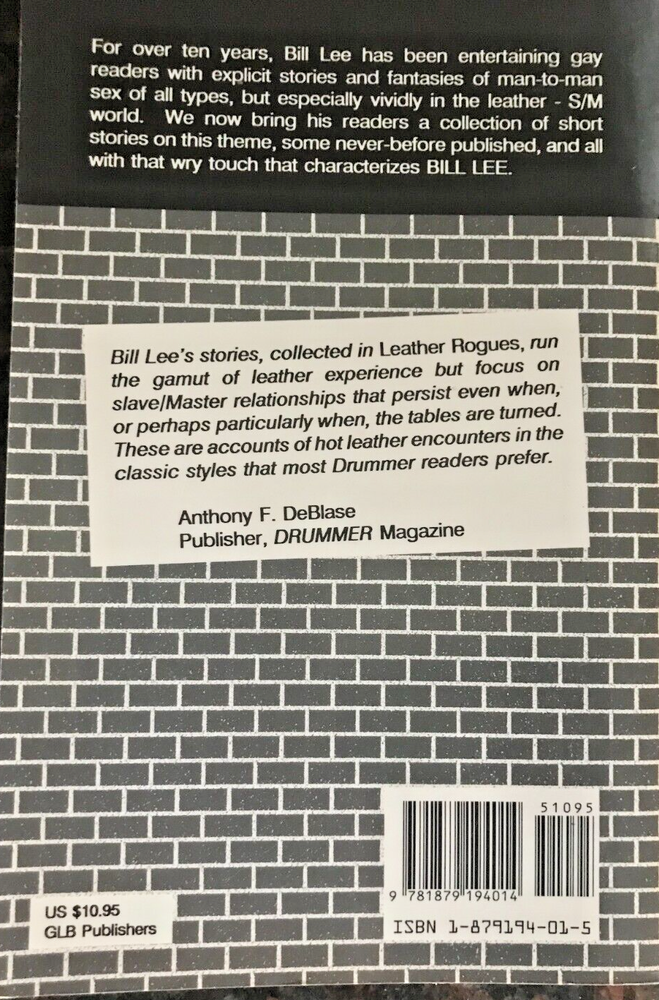 For over ten years, Bill Lee has been entertaining gay
readers with explicit stories and fantasies of man-to-man
sex of all types, but especially vividly in the leather - S/M
world. We now bring his readers a collection of short
stories on this theme, some never-before published, and all
with that wry touch that characterizes BILL LEE.
Bill Lee's stories, collected in Leather Rogues, run
the gamut of leather experience but focus on
slave/Master relationships that persist even when,
or perhaps particularly when, the tables are turned.
These are accounts of hot leather encounters in the
classic styles that most Drummer readers prefer.
Anthony F. DeBlase
Publisher, DRUMMER Magazine
51095
9 781879 194014
ISBN 1-879194-01-5
US $10.95
GLB Publishers